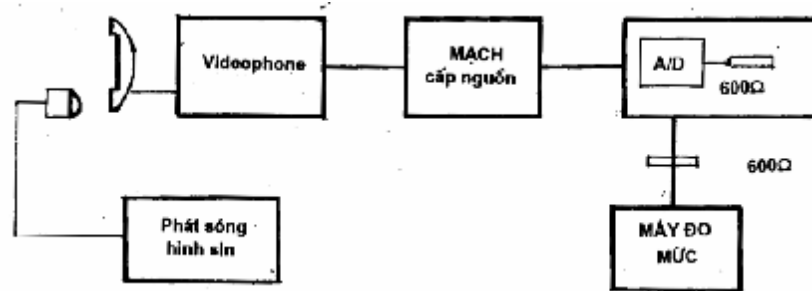 Videophone
MẠCH
cấp nguồn
A/D
600Ω
600Ω
Phát sóng
hình sin
MÁY ĐO
MỨC